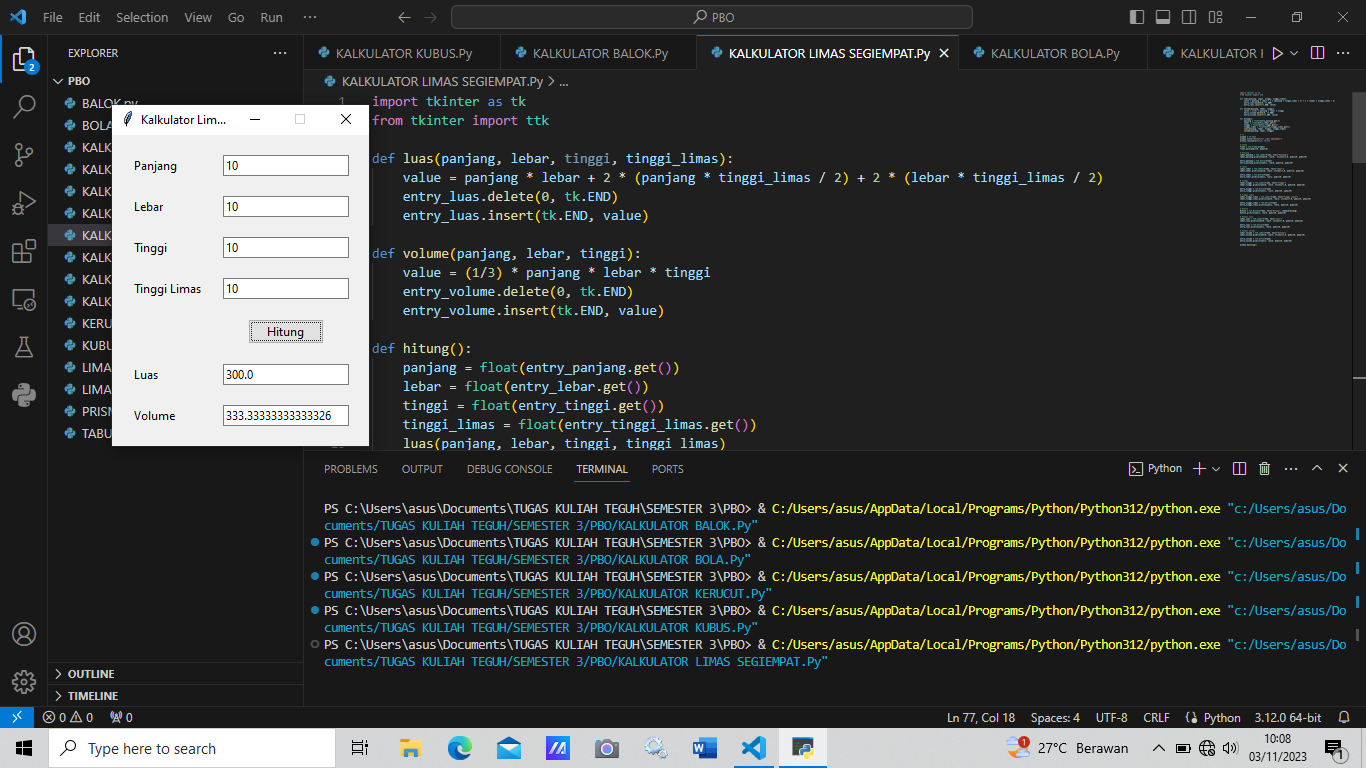 File Edit Selection View Go Run ···
PBO
EXPLORER
PBO
BALOK.py
BOLA
KALK
KALK
KALK
KALK
KALK
KALK
KALK
KALK
KERU
KUBU
LIMA
LIMA
PRISM
TABU
OUTLINE
TIMELINE
2
Kalkulator Lim...
Panjang 10
Lebar 10
Tinggi 10
Tinggi Limas 10
Hitung
Luas 300.0
Volume 333.33333333333326
KALKULATOR KUBUS.Py KALKULATOR BALOK.Py KALKULATOR LIMAS SEGIEMPAT.Py KALKULATOR BOLA.Py KALKULATOR
KALKULATOR LIMAS SEGIEMPAT.Py > ...
1 import tkinter as tk
from tkinter import ttk
def luas(panjang, lebar, tinggi, tinggi_limas):
value = panjang * lebar + 2 * (panjang * tinggi_limas / 2) + 2 * (lebar * tinggi_limas / 2)
entry_luas.delete(0, tk.END)
entry_luas.insert(tk.END, value)
def volume(panjang, lebar, tinggi):
value = (1/3) * panjang * lebar * tinggi
entry_volume.delete(0, tk.END)
entry_volume.insert(tk.END, value)
def hitung():
panjang = float(entry_panjang.get())
lebar = float(entry_lebar.get())
tinggi = float(entry_tinggi.get())
tinggi_limas = float(entry_tinggi_limas.get())
luas(panjang, lebar, tinggi, tinggi_limas)
PROBLEMS OUTPUT DEBUG CONSOLE TERMINAL PORTS
Python
PS C:\Users\asus\Documents\TUGAS KULIAH TEGUH\SEMESTER 3\PBO> & C:/Users/asus/AppData/Local/Programs/Python/Python312/python.exe "c:/Users/asus/Do
cuments/TUGAS KULIAH TEGUH/SEMESTER 3/PBO/KALKULATOR BALOK.Py"
PS C:\Users\asus\Documents\TUGAS KULIAH TEGUH\SEMESTER 3\PBO> & C:/Users/asus/AppData/Local/Programs/Python/Python312/python.exe "c:/Users/asus/Do
cuments/TUGAS KULIAH TEGUH/SEMESTER 3/PBO/KALKULATOR BOLA.Py"
PS C:\Users\asus\Documents\TUGAS KULIAH TEGUH\SEMESTER 3\PBO> & C:/Users/asus/AppData/Local/Programs/Python/Python312/python.exe "c:/Users/asus/Do
cuments/TUGAS KULIAH TEGUH/SEMESTER 3/PBO/KALKULATOR KERUCUT.Py"
PS C:\Users\asus\Documents\TUGAS KULIAH TEGUH\SEMESTER 3\PBO> & C:/Users/asus/AppData/Local/Programs/Python/Python312/python.exe "c:/Users/asus/Do
cuments/TUGAS KULIAH TEGUH/SEMESTER 3/PBO/KALKULATOR KUBUS.Py"
PS C:\Users\asus\Documents\TUGAS KULIAH TEGUH\SEMESTER 3\PBO> & C:/Users/asus/AppData/Local/Programs/Python/Python312/python.exe "c:/Users/asus/Do
cuments/TUGAS KULIAH TEGUH/SEMESTER 3/PBO/KALKULATOR LIMAS SEGIEMPAT.Py"
0 0 0 Ln 77, Col 18 Spaces: 4 UTF-8 CRLF Python 3.12.0 64-bit
Type here to search
1 27°C Berawan
10:08
03/11/2023
1